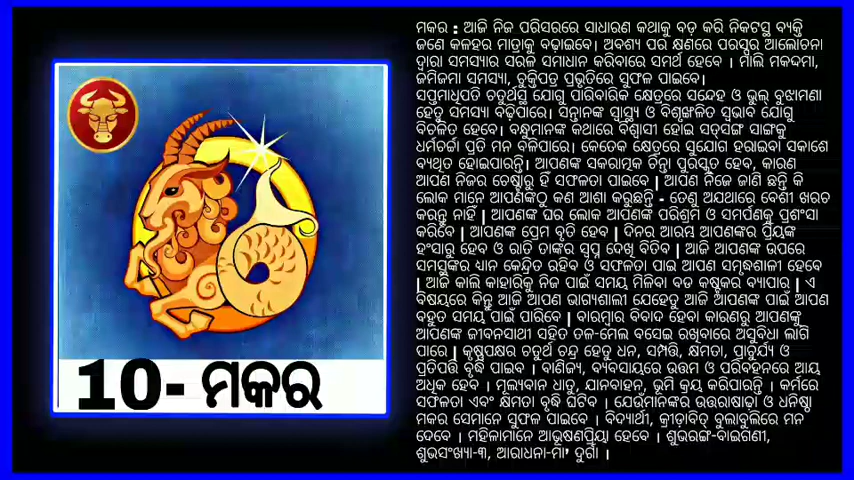 10- ମକର
ମକର : ଆଜି ନିଜ ପରିସରରେ ସାଧାରଣ କଥାକୁ ବଡ଼ କରି ନିକଟସ୍ଥ ବ୍ୟକ୍ତି
ଜଣେ କଳହର ମାତ୍ରାକୁ ବଢ଼ାଇବେ। ଅବଶ୍ୟ ପର କ୍ଷଣରେ ପରସ୍ପର ଆଲୋଚନା
ଦ୍ୱାରା ସମସ୍ୟାର ସରଳ ସମାଧାନ କରିବାରେ ସମର୍ଥ ହେବେ । ମାଲି ମକଦ୍ଦମା,
ଜମିଜମା ସମସ୍ୟା, ଚୁକ୍ତିପତ୍ର ପ୍ରଭୃତିରେ ସୁଫଳ ପାଇବେ।
ସପ୍ତମାଧିପତି ଚତୁର୍ଥସ୍ଥ ଯୋଗୁ ପାରିବାରିକ କ୍ଷେତ୍ରରେ ସନ୍ଦେହ ଓ ଭୁଲ୍ ବୁଝାମଣା
ହେତୁ ସମସ୍ୟା ବଢ଼ିପାରେ। ସନ୍ତାନଙ୍କ ସ୍ୱାସ୍ଥ୍ୟ ଓ ବିଶୃଙ୍ଖଳିତ ସ୍ୱଭାବ ଯୋଗୁ
ବିଚଳିତ ହେବେ। ବନ୍ଧୁମାନଙ୍କ କଥାରେ ବିଶ୍ୱାସୀ ହୋଇ ସତ୍‌ସଙ୍ଗ ସାଙ୍ଗକୁ
ଧର୍ମଚର୍ଚ୍ଚା ପ୍ରତି ମନ ବଳିପାରେ। କେତେକ କ୍ଷେତ୍ରରେ ସୁଯୋଗ ହରାଇବା ସକାଶେ
ବ୍ୟଥିତ ହୋଇପାରନ୍ତି। ଆପଣଙ୍କ ସକରାତ୍ମକ ଚିନ୍ତା ପୁରିସ୍କୃତ ହେବ, କାରଣ
ଆପଣ ନିଜର ଚେଷ୍ଟାରୁ ହିଁ ସଫଳତା ପାଇବେ | ଆପଣ ନିଜେ ଜାଣି ଛନ୍ତି କି
ଲୋକ ମାନେ ଆପଣଙ୍କଠୁ କଣ ଆଶା କରୁଛନ୍ତି - ତେଣୁ ଅଯଥାରେ ବେଶୀ ଖରଚ
କରନ୍ତୁ ନାହିଁ | ଆପଣଙ୍କ ଘର ଲୋକ ଆପଣଙ୍କ ପରିଶ୍ରମ ଓ ସମର୍ପଣକୁ ପ୍ରଶଂସା
କରିବେ | ଆପଣଙ୍କ ପ୍ରେମ ବୃତି ହେବ | ଦିନର ଆରମ୍ଭ ଆପଣଙ୍କର ପ୍ରିୟଙ୍କ
ହଂସାରୁ ହେବ ଓ ରାତି ତାଙ୍କର ସ୍ୱପ୍ନ ଦେଖି ବିତିବ | ଆଜି ଆପଣଙ୍କ ଉପରେ
ସମସ୍ତଙ୍କର ଧ୍ୟାନ କେନ୍ଦ୍ରିତ ରହିବ ଓ ସଫଳତା ପାଇ ଆପଣ ସମୃଦ୍ଧଶାଳୀ ହେବେ
| ଆଜି କାଲି କାହାରିକୁ ନିଜ ପାଇଁ ସମୟ ମିଳିବା ବଡ କଷ୍ଟକର ବ୍ୟାପାର | ଏ
ବିଷୟରେ କିନ୍ତୁ ଆଜି ଆପଣ ଭାଗ୍ୟଶାଳୀ ଯେହେତୁ ଆଜି ଆପଣଙ୍କ ପାଇଁ ଆପଣ
ବହୁତ ସମୟ ପାଇଁ ପାରିବେ | ବାରମ୍ବାର ବିବାଦ ହେବା କାରଣରୁ ଆପଣଙ୍କୁ
ଆପଣଙ୍କ ଜୀବନସାଥୀ ସହିତ ତାଳ-ମେଲ ବସେଇ ରଖିବାରେ ଅସୁବିଧା ଲାଗି
ପାରେ | କୃଷ୍ଣପକ୍ଷର ଚତୁର୍ଥ ଚନ୍ଦ୍ର ହେତୁ ଧନ, ସମ୍ପତ୍ତି, କ୍ଷମତା, ପ୍ରାଚୁର୍ଯ୍ୟ ଓ
ପ୍ରତିପତ୍ତି ବୃଦ୍ଧି ପାଇବ । ବାଣିଜ୍ୟ, ବ୍ୟବସାୟରେ ଉତ୍ତମ ଓ ପରିବହନରେ ଆୟ
ଅଧିକ ହେବ । ମୂଲ୍ୟବାନ ଧାତୁ, ଯାନବାହନ, ଭୂମି କ୍ରୟ କରିପାରନ୍ତି । କର୍ମରେ
ସଫଳତା ଏବଂ କ୍ଷମତା ବୃଦ୍ଧି ଘଟିବ । ଯେଉଁମାନଙ୍କର ଉତ୍ତରାଷାଢ଼ା ଓ ଧନିଷ୍ଠା
ମକର ସେମାନେ ସୁଫଳ ପାଇବେ । ବିଦ୍ୟାର୍ଥୀ, କ୍ରୀଡ଼ାବିତ୍ ବୁଲାବୁଲିରେ ମନ
ଦେବେ । ମହିଳାମାନେ ଆଭୂଷଣପ୍ରିୟା ହେବେ । ଶୁଭରଙ୍ଗ-ବାଇଗଣୀ,
ଶୁଭସଂଖ୍ୟା-୩, ଆରାଧନା-ମାଁ' ଦୁର୍ଗା ।